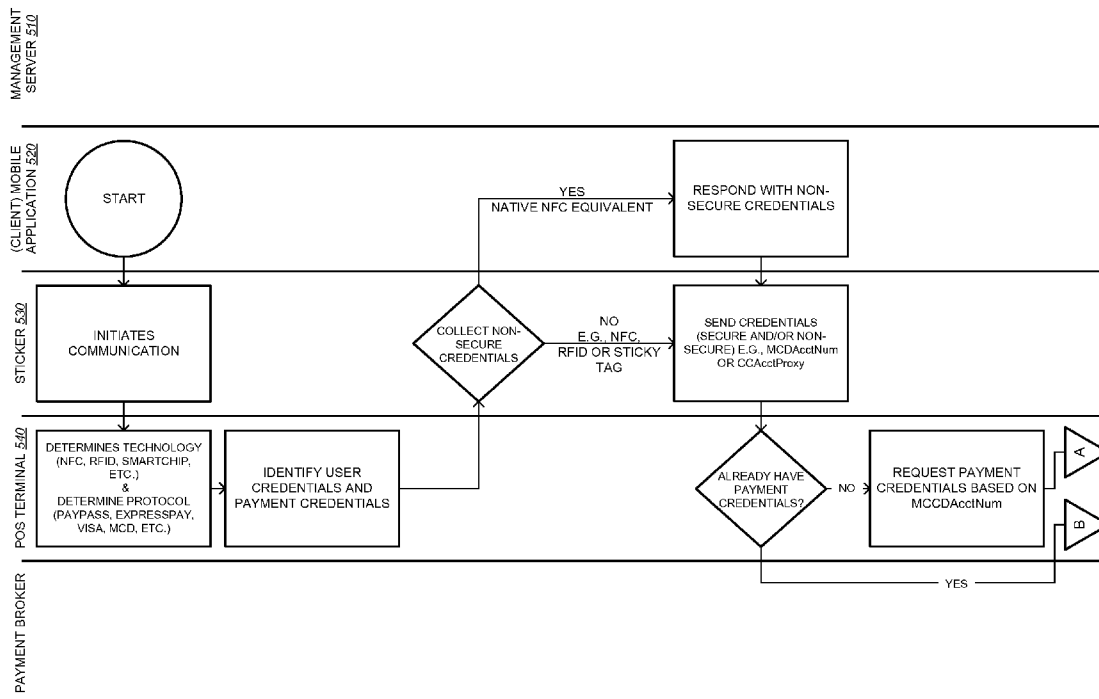 MANAGEMENT
SERVER 510
(CLIENT) MOBILE
APPLICATION 520
START
YES
NATIVE NFC EQUIVALENT
RESPOND WITH NON-
SECURE CREDENTIALS
STICKER 530
INITIATES
COMMUNICATION
COLLECT NON-
SECURE
CREDENTIALS
NO
E.G., NFC,
RFID OR STICKY
TAG
SEND CREDENTIALS
(SECURE AND/OR NON-
SECURE) E.G., MCDAcctNum
OR CCAcctProxy
POS TERMINAL 540
DETERMINES TECHNOLOGY
(NFC, RFID, SMARTCHIP,
ETC.)
&
DETERMINE PROTOCOL
(PAYPASS, EXPRESSPAY,
VISA, MCD, ETC.)
IDENTIFY USER
CREDENTIALS AND
PAYMENT CREDENTIALS
ALREADY HAVE
PAYMENT
CREDENTIALS?
NO
REQUEST PAYMENT
CREDENTIALS BASED ON
MCCDAcctNum
A
B
PAYMENT BROKER
YES